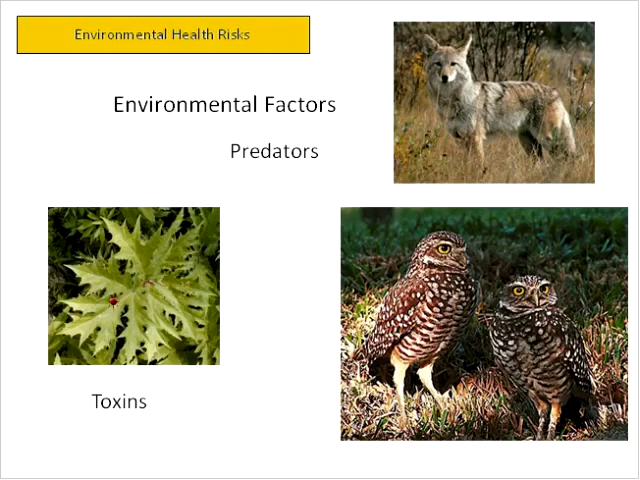 Environmental Health Risks
Environmental Factors
Predators
Toxins